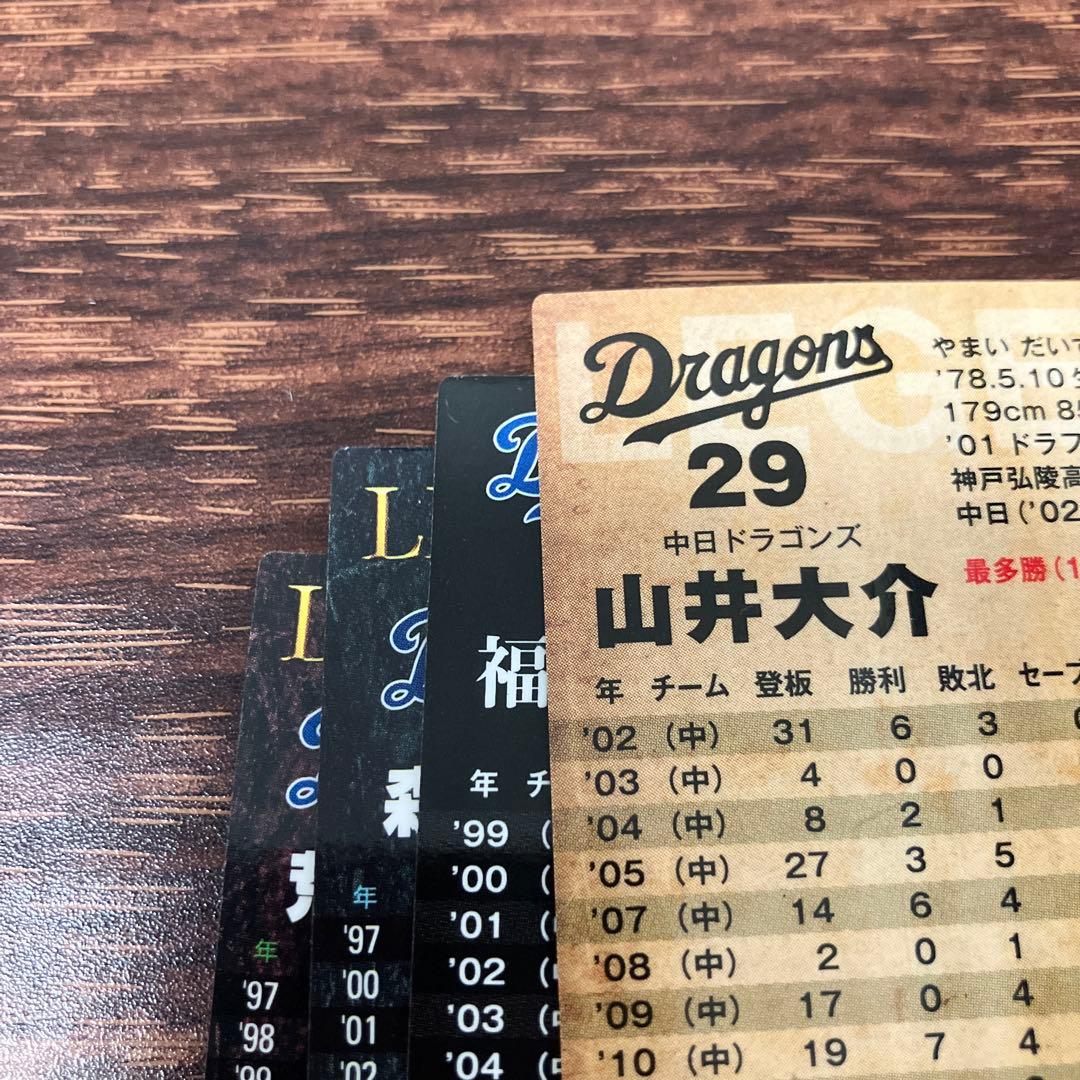 LEGE
Dragons
29
中日ドラゴンズ
山井大介
やまい だい
'78.5.10
179cm 8
'01 ドラフ
神戸弘陵高
中日('02
最多勝(1
年 チーム 登板 勝利 敗北 セーブ
'02 (中) 31 6 3
'03 (中) 4 0 0
'04 (中) 8 2 1
'05 (中) 27 3 5
'07 (中) 14 6 4
'08 (中) 2 0 1
'09 (中) 17 0 4
'10 (中) 19 7 4
福
年 チ
'99 (
'00 (
'01 (
'02 (
'03 (
'04 (
L
森
年
'97
'00
'01
'02
L
年
'97
'98
'99